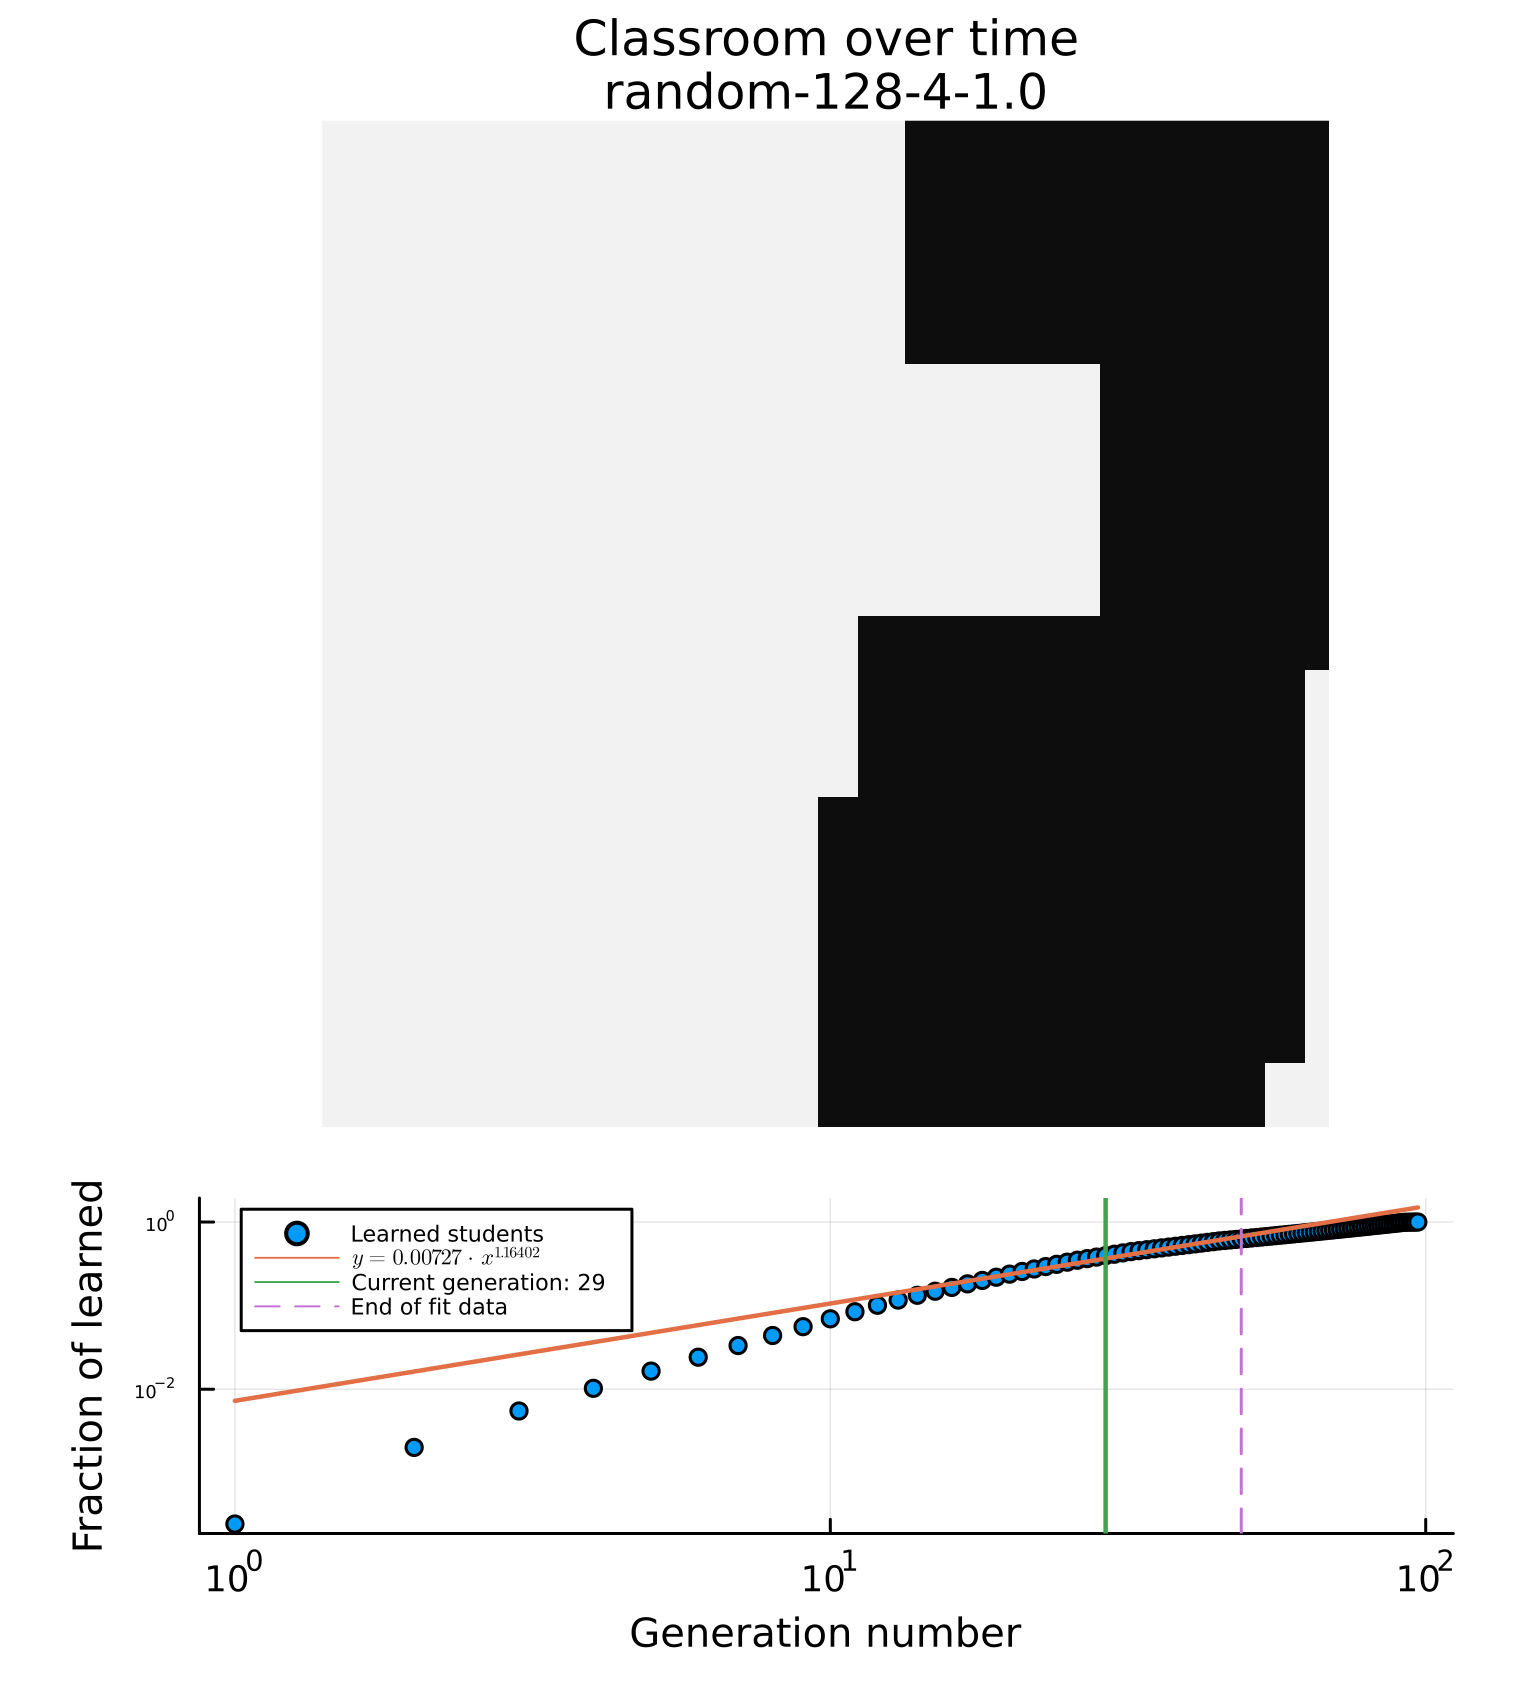 Classroom over time
random-128-4-1.0
Fraction of learned
10^0
10^-2
Learned students
y = 0.00727 · x^1.16402
Current generation: 29
End of fit data
10^0 10^1 10^2
Generation number